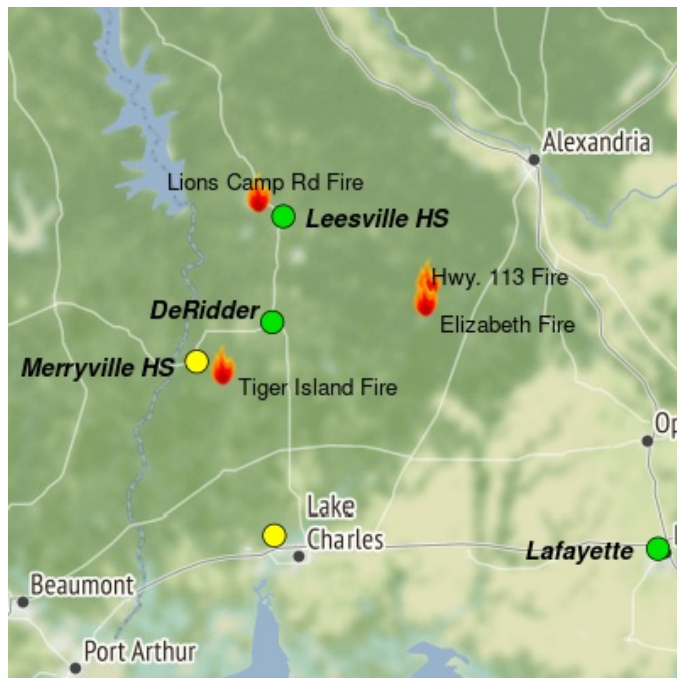 Alexandria
Lions Camp Rd Fire
Leesville HS
Hwy. 113 Fire
DeRidder
Elizabeth Fire
Merryville HS
Tiger Island Fire
Lake
Charles
Lafayette
Beaumont
Port Arthur